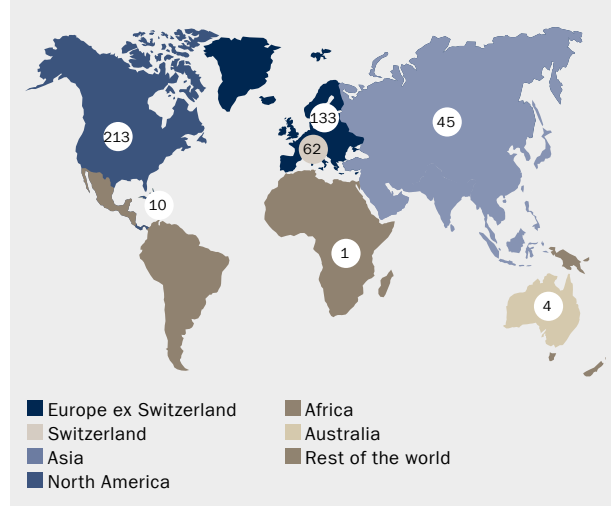 213
133
45
62
10
1
4
Europe ex Switzerland
Switzerland
Asia
North America
Africa
Australia
Rest of the world